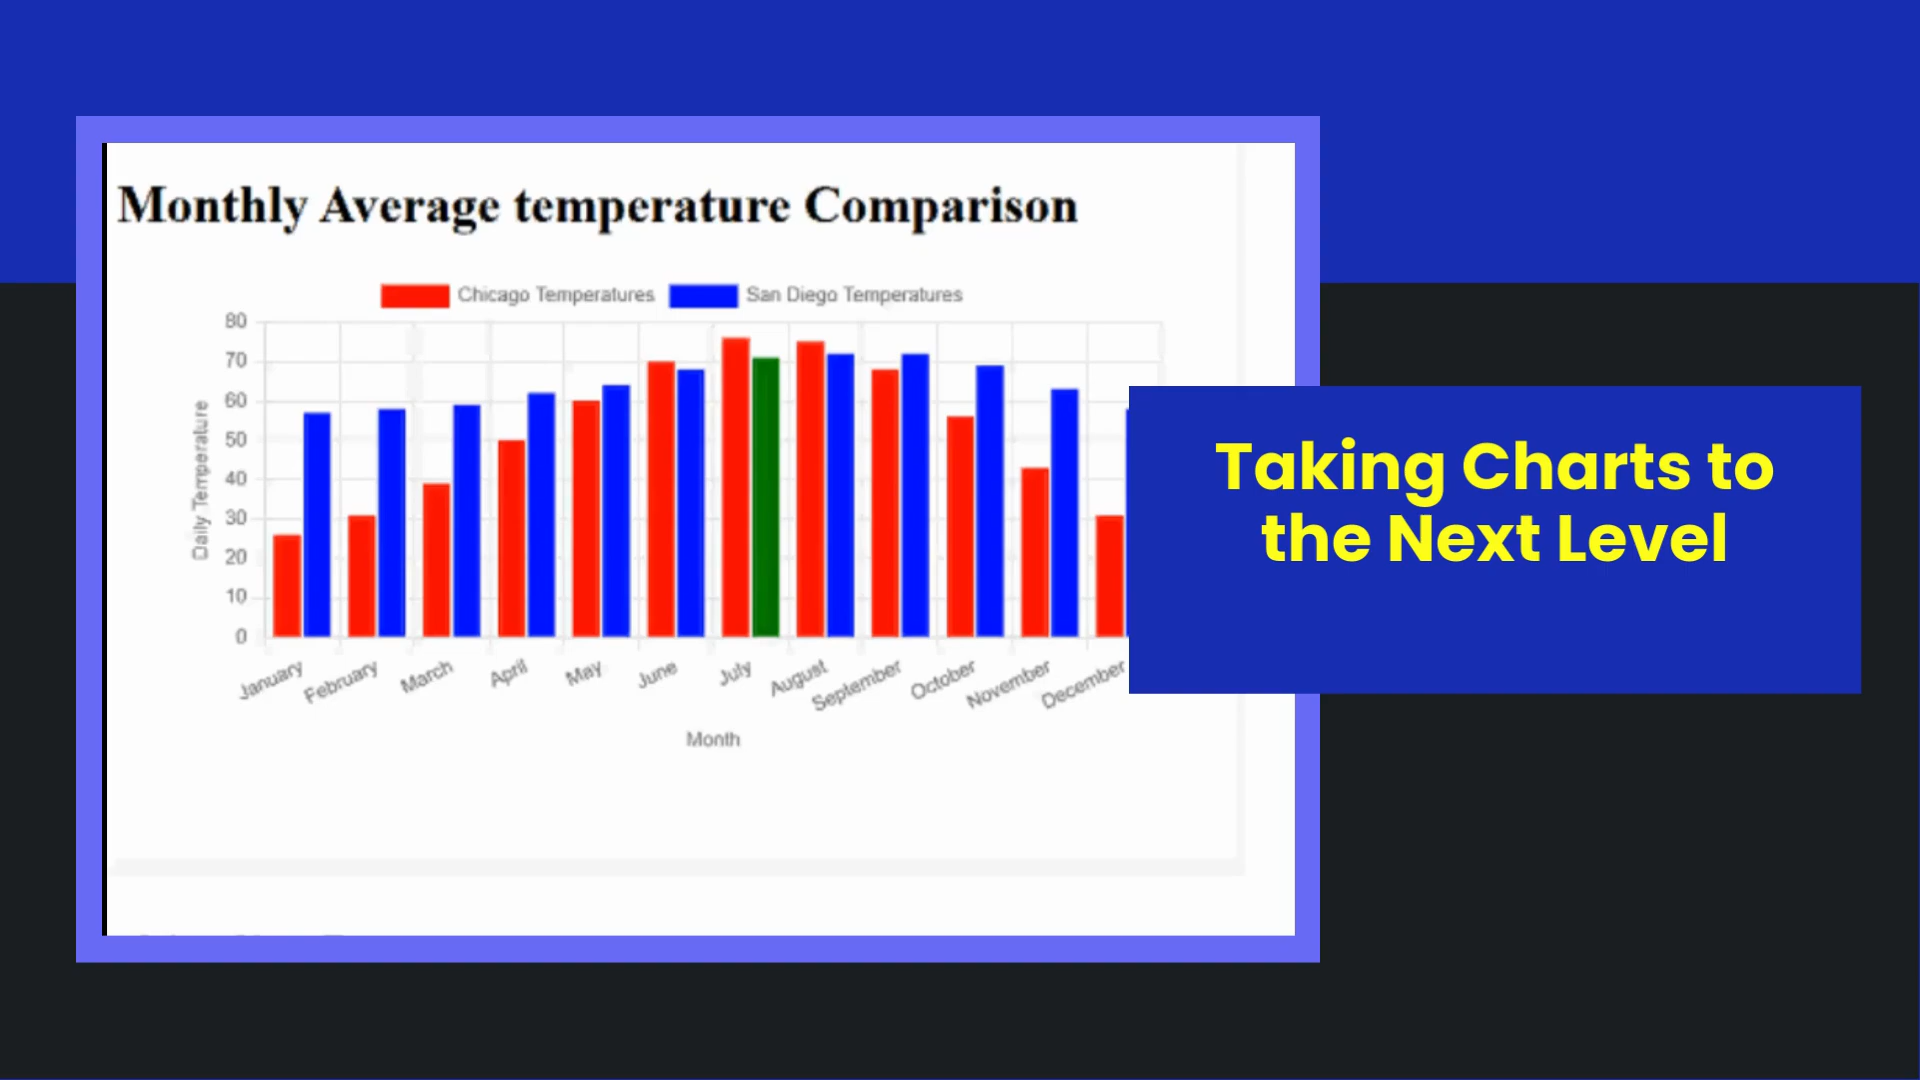 Monthly Average temperature Comparison
Chicago Temperatures San Diego Temperatures
80
70
60
50
40
30
20
10
0
Daily Temperature
January February March April May June July August September October November December
Month
Taking Charts to
the Next Level